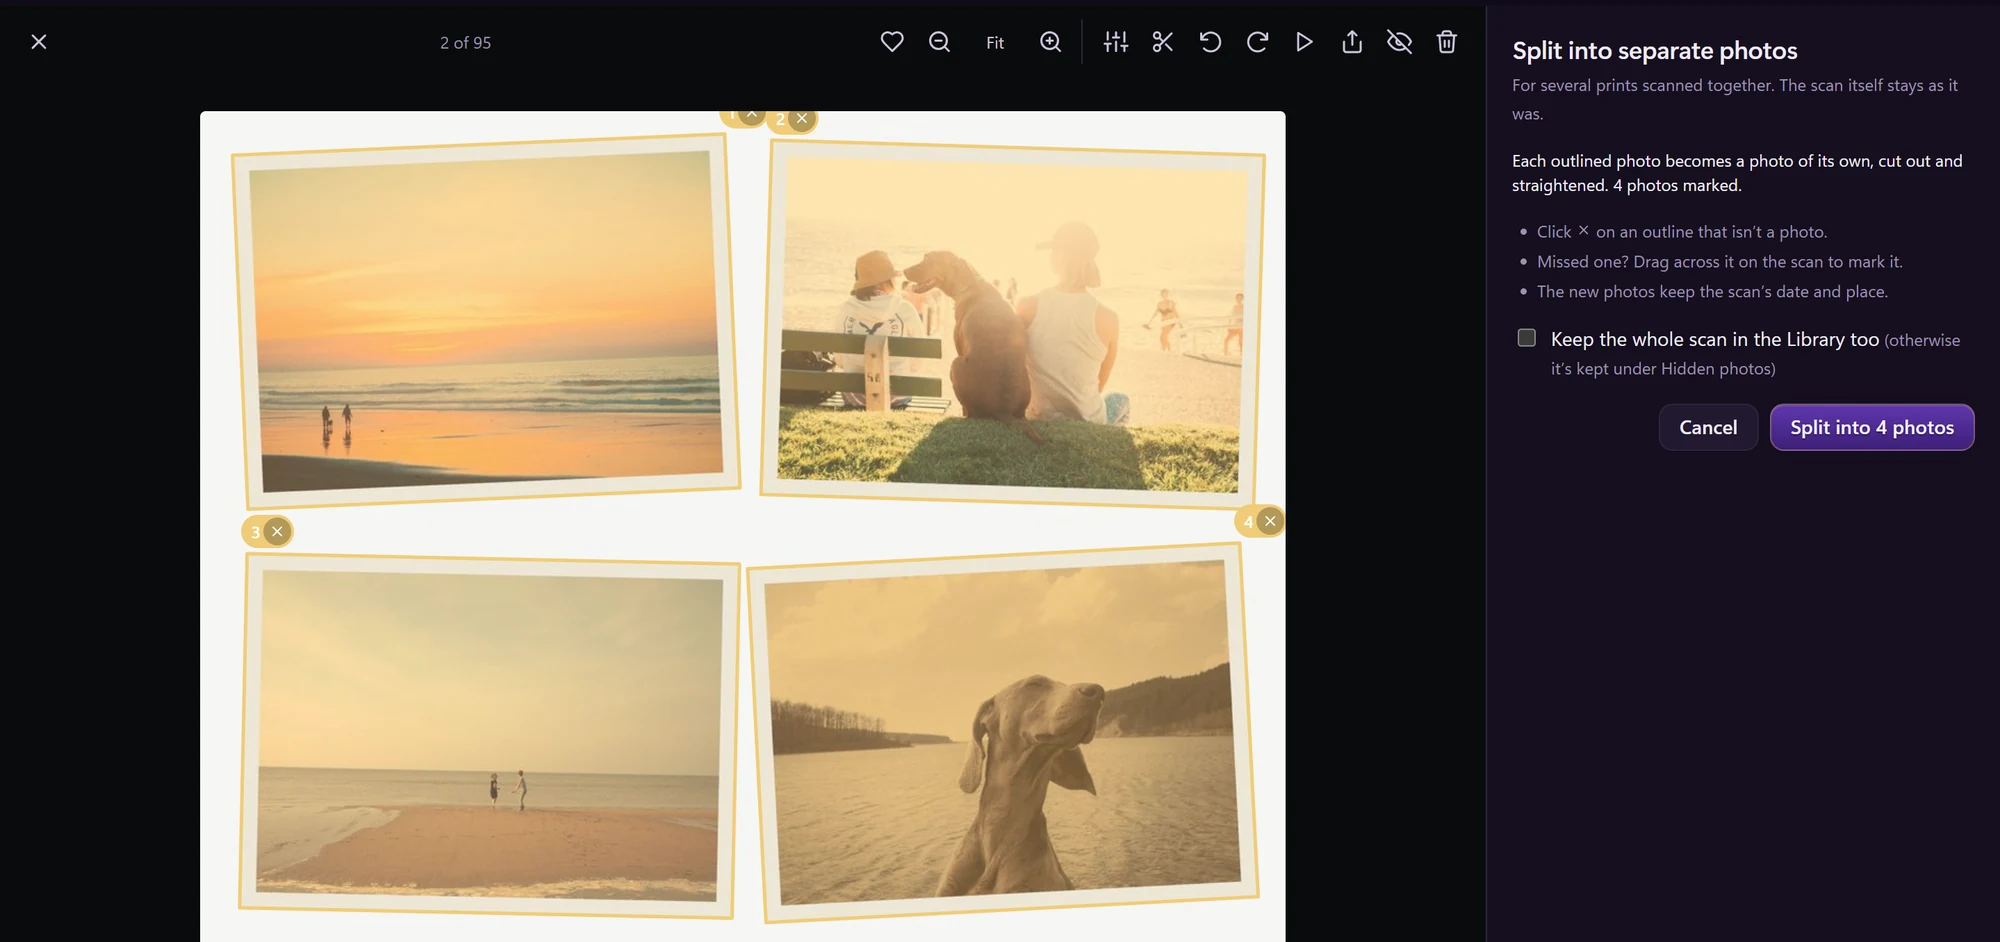 2 of 95
Fit
1
2
3
4
Split into separate photos
For several prints scanned together. The scan itself stays as it
was.
Each outlined photo becomes a photo of its own, cut out and
straightened. 4 photos marked.
• Click × on an outline that isn’t a photo.
• Missed one? Drag across it on the scan to mark it.
• The new photos keep the scan’s date and place.
Keep the whole scan in the Library too (otherwise
it’s kept under Hidden photos)
Cancel
Split into 4 photos